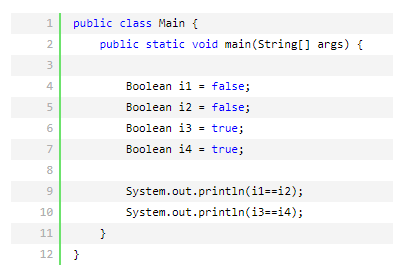 1 public class Main {
2     public static void main(String[] args) {
3
4         Boolean i1 = false;
5         Boolean i2 = false;
6         Boolean i3 = true;
7         Boolean i4 = true;
8
9         System.out.println(i1==i2);
10         System.out.println(i3==i4);
11     }
12 }